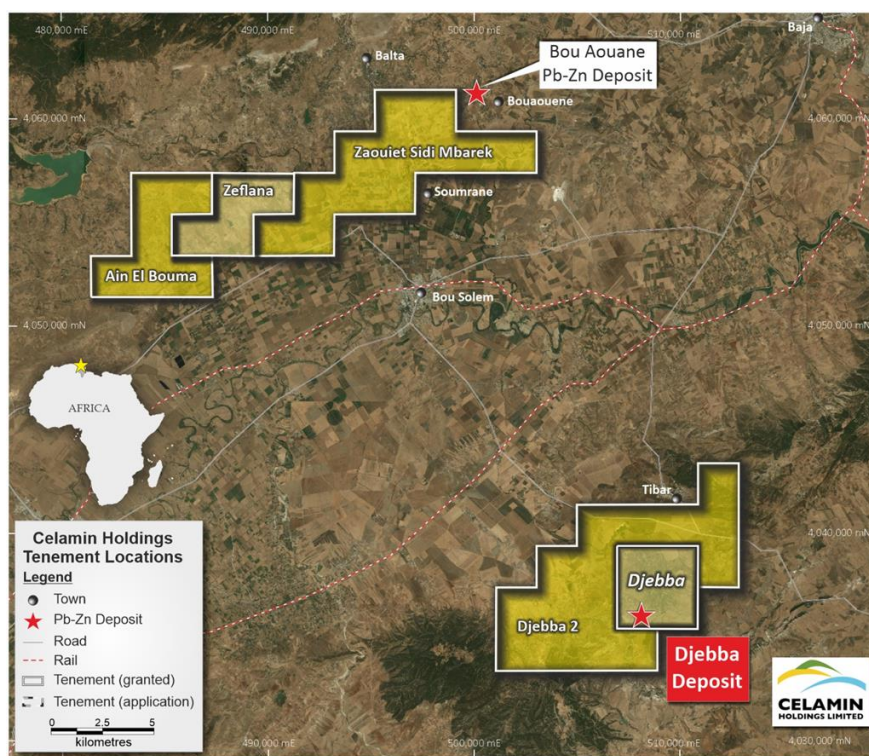 480,000 mE
490,000 mE
500,000 mE
510,000 mE
Baja
Balta
Bou Aouane
Pb-Zn Deposit
Bouaouene
4,060,000 mN
4,060,000 mN
Zaouiet Sidi Mbarek
Zeflana
Soumrane
Ain El Bouma
Bou Solem
4,050,000 mN
4,050,000 mN
AFRICA
Tibar
4,040,000 mN
Djebba
Djebba 2
Djebba
Deposit
Celamin Holdings
Tenement Locations
Legend
Town
Pb-Zn Deposit
Road
Rail
Tenement (granted)
Tenement (application)
0 2.5 5
kilometres
CELAMIN
HOLDINGS LIMITED
490,000 mE
500,000 mE
510,000 mE
4,030,000 mN